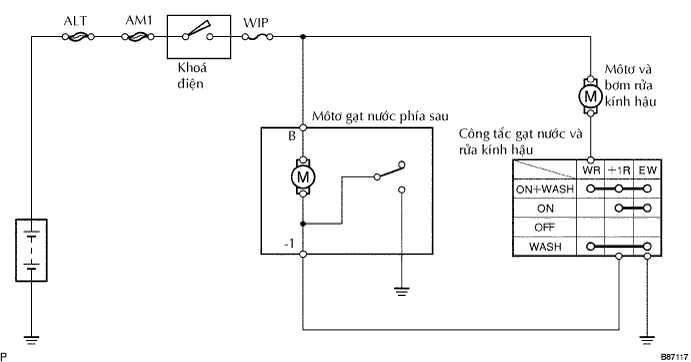 ALT
AM1
WIP
Khoá
điện
Môtơ và
bơm rửa
kính hậu
M
Môtơ gạt nước phía sau
B
M
-1
Công tắc gạt nước và
rửa kính hậu
WR +1R EW
ON+WASH
ON
OFF
WASH
P
B87117